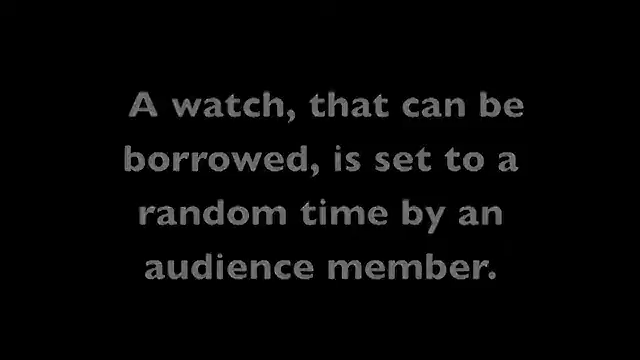 A watch, that can be
borrowed, is set to a
random time by an
audience member.